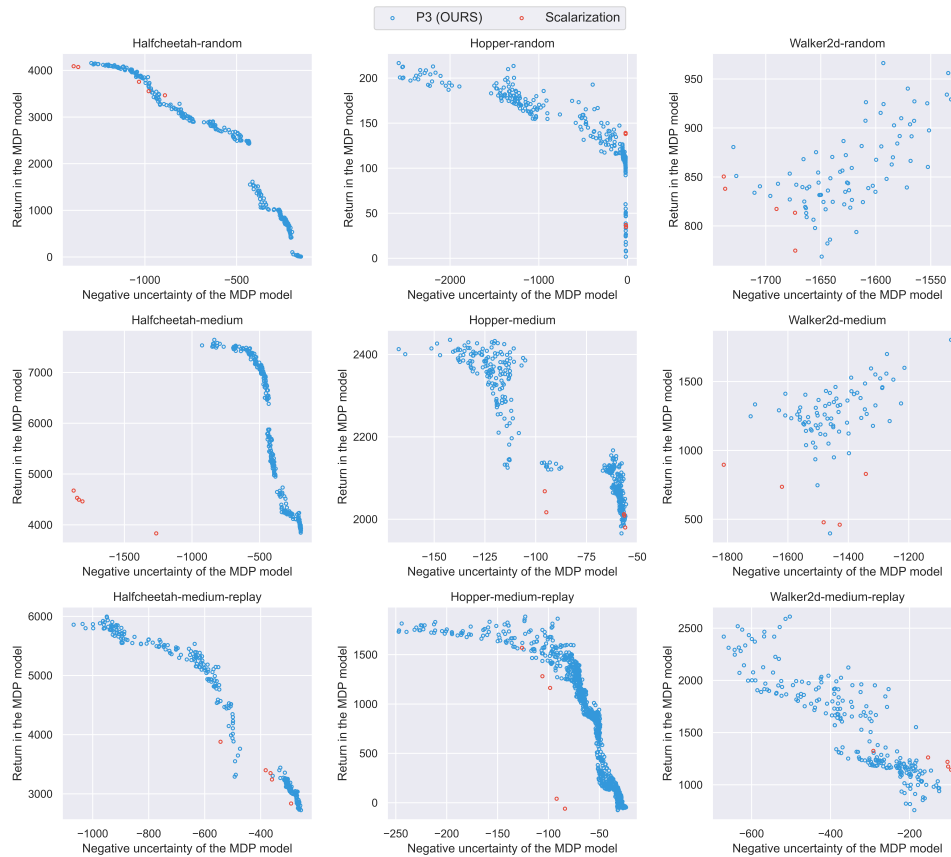 P3 (OURS) Scalarization
Halfcheetah-random Hopper-random Walker2d-random
Return in the MDP model
4000
3000
2000
1000
0
−1000 −500
Negative uncertainty of the MDP model
Return in the MDP model
200
150
100
50
0
−2000 −1000 0
Negative uncertainty of the MDP model
Return in the MDP model
950
900
850
800
−1700 −1650 −1600 −1550
Negative uncertainty of the MDP model
Halfcheetah-medium Hopper-medium Walker2d-medium
Return in the MDP model
7000
6000
5000
4000
−1500 −1000 −500
Negative uncertainty of the MDP model
Return in the MDP model
2400
2200
2000
−150 −125 −100 −75 −50
Negative uncertainty of the MDP model
Return in the MDP model
1500
1000
500
−1800 −1600 −1400 −1200
Negative uncertainty of the MDP model
Halfcheetah-medium-replay Hopper-medium-replay Walker2d-medium-replay
Return in the MDP model
6000
5000
4000
3000
−1000 −800 −600 −400
Negative uncertainty of the MDP model
Return in the MDP model
1500
1000
500
0
−250 −200 −150 −100 −50
Negative uncertainty of the MDP model
Return in the MDP model
2500
2000
1500
1000
−600 −400 −200
Negative uncertainty of the MDP model